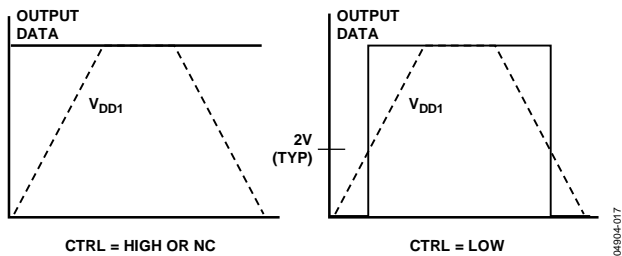 OUTPUT
DATA
VDD1
CTRL = HIGH OR NC
OUTPUT
DATA
VDD1
2V
(TYP)
CTRL = LOW
04904-017